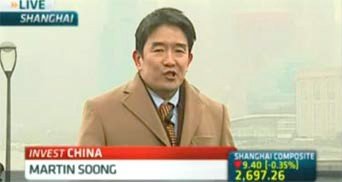 »LIVE
SHANGHAI
INVEST CHINA
MARTIN SOONG
SHANGHAI COMPOSITE
▼ 9.40 (-0.35%)
2,697.26